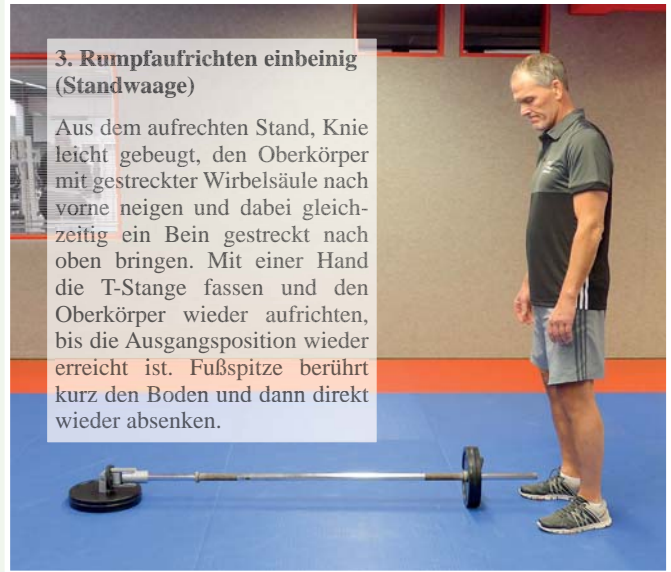 3. Rumpfaufrichten einbeinig
(Standwaage)
Aus dem aufrechten Stand, Knie
leicht gebeugt, den Oberkörper
mit gestreckter Wirbelsäule nach
vorne neigen und dabei gleich-
zeitig ein Bein gestreckt nach
oben bringen. Mit einer Hand
die T-Stange fassen und den
Oberkörper wieder aufrichten,
bis die Ausgangsposition wieder
erreicht ist. Fußspitze berührt
kurz den Boden und dann direkt
wieder absenken.